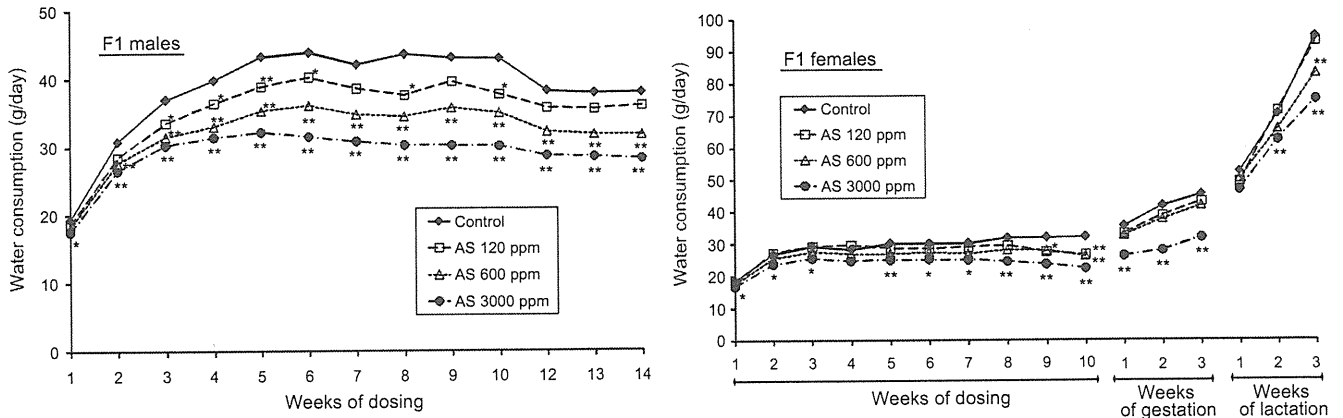 F1 males
Water consumption (g/day)
50
40
30
20
10
0
Control
AS 120 ppm
AS 600 ppm
AS 3000 ppm
* ** ** * ** * ** ** ** ** ** * ** ** ** ** * ** ** ** ** * ** ** ** ** ** ** ** ** **
1 2 3 4 5 6 7 8 9 10 12 13 14
Weeks of dosing
F1 females
Water consumption (g/day)
100
90
80
70
60
50
40
30
20
10
0
Control
AS 120 ppm
AS 600 ppm
AS 3000 ppm
* * * ** * * ** * ** ** ** ** ** ** ** ** ** **
1 2 3 4 5 6 7 8 9 10 1 2 3 1 2 3
Weeks of dosing
Weeks
of gestation
Weeks
of lactation